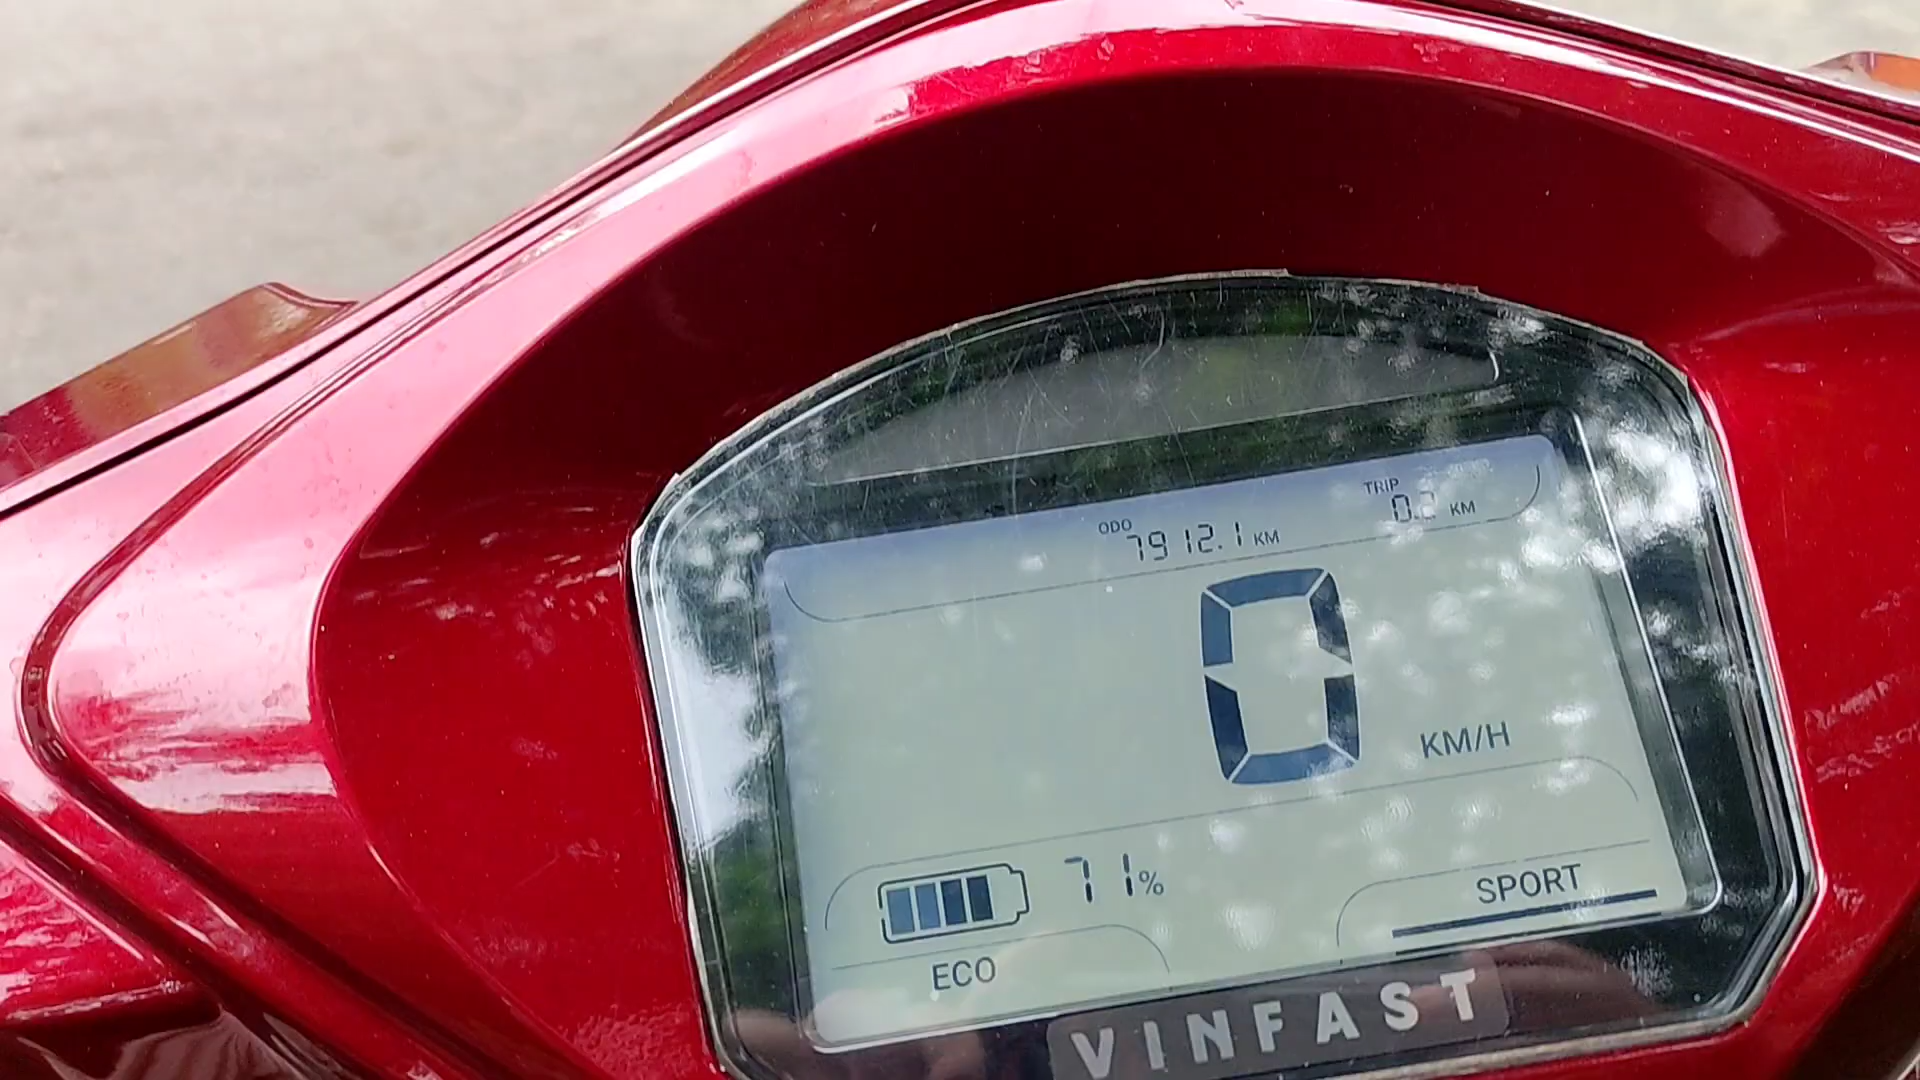 ODO 7912.1 KM
TRIP 0.2 KM
0 KM/H
71%
SPORT
ECO
VINFAST